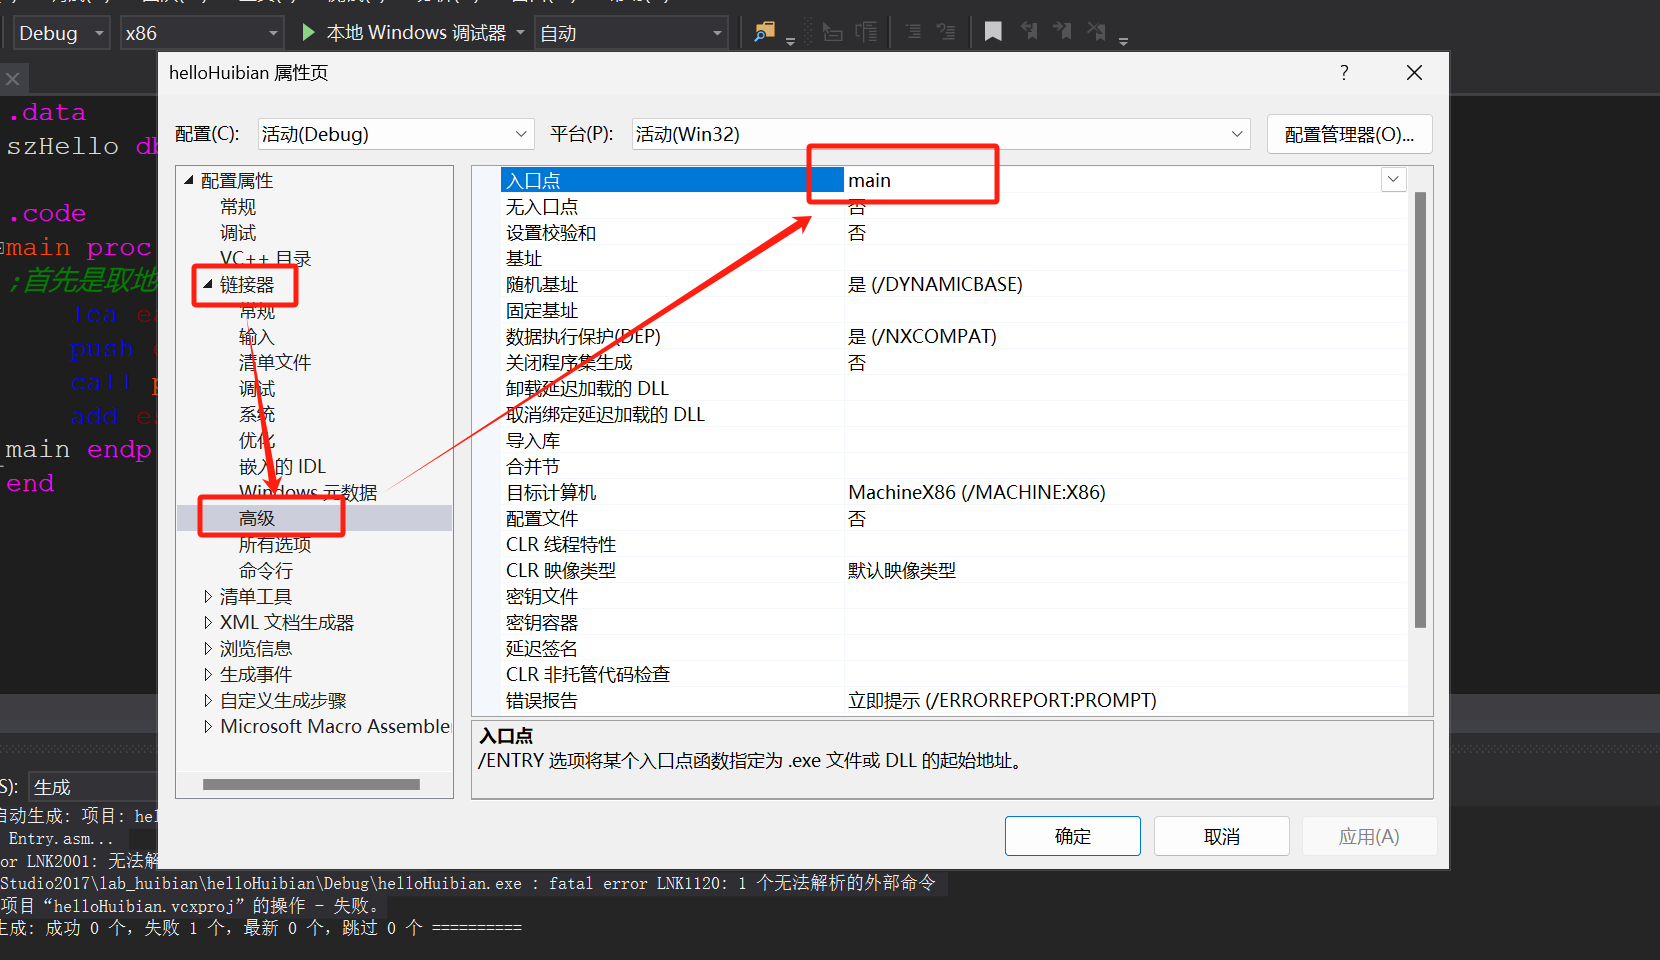 Debug
x86
本地 Windows 调试器
自动
helloHuibian 属性页
?
配置(C):
活动(Debug)
平台(P):
活动(Win32)
配置管理器(O)...
.data
szHello db
.code
main proc
;首先是取地
lea
push
call
add
main endp
end
配置属性
常规
调试
VC++ 目录
链接器
常规
输入
清单文件
调试
系统
优化
嵌入的 IDL
Windows 元数据
高级
所有选项
命令行
清单工具
XML 文档生成器
浏览信息
生成事件
自定义生成步骤
Microsoft Macro Assemble
入口点 main
无入口点 否
设置校验和 否
基址
随机基址 是 (/DYNAMICBASE)
固定基址
数据执行保护(DEP) 是 (/NXCOMPAT)
关闭程序集生成 否
卸载延迟加载的 DLL
取消绑定延迟加载的 DLL
导入库
合并节
目标计算机 MachineX86 (/MACHINE:X86)
配置文件 否
CLR 线程特性
CLR 映像类型 默认映像类型
密钥文件
密钥容器
延迟签名
CLR 非托管代码检查
错误报告 立即提示 (/ERRORREPORT:PROMPT)
入口点
/ENTRY 选项将某个入口点函数指定为 .exe 文件或 DLL 的起始地址。
确定
取消
应用(A)
S):
生成
启动生成: 项目: hel
Entry.asm...
or LNK2001: 无法解
Studio2017\lab_huibian\helloHuibian\Debug\helloHuibian.exe : fatal error LNK1120: 1 个无法解析的外部命令
项目“helloHuibian.vcxproj”的操作 - 失败。
生成: 成功 0 个，失败 1 个，最新 0 个，跳过 0 个 ==========